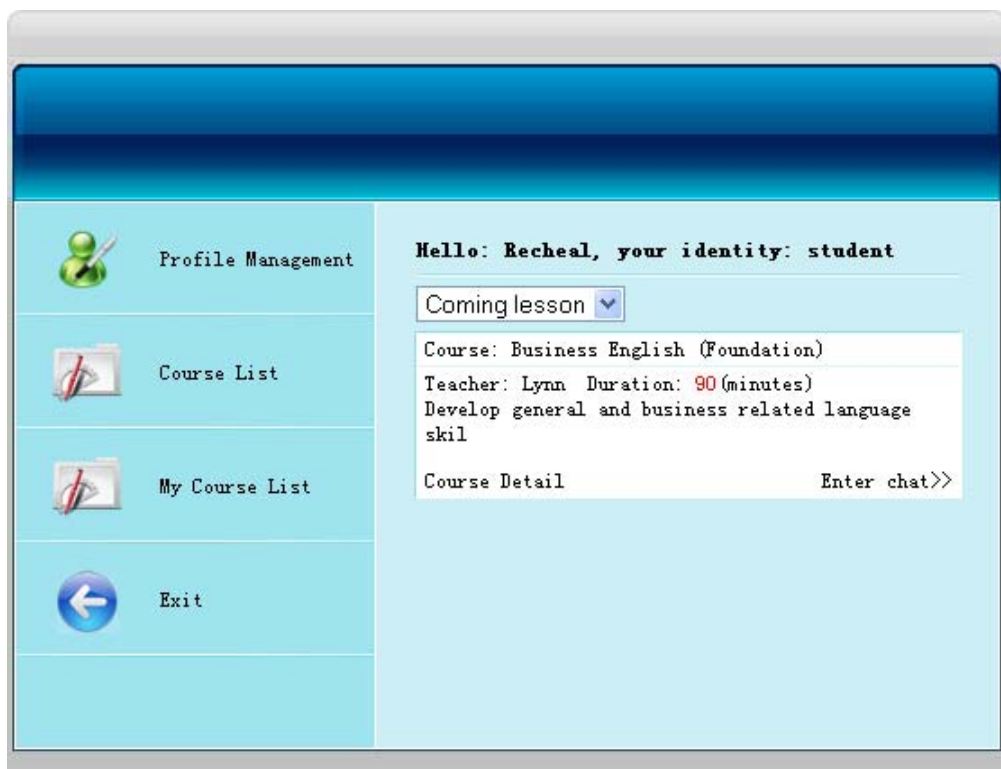 Profile Management
Course List
My Course List
Exit
Hello: Recheal, your identity: student
Coming lesson
Course: Business English (Foundation)
Teacher: Lynn Duration: 90(minutes)
Develop general and business related language
skil
Course Detail Enter chat>>